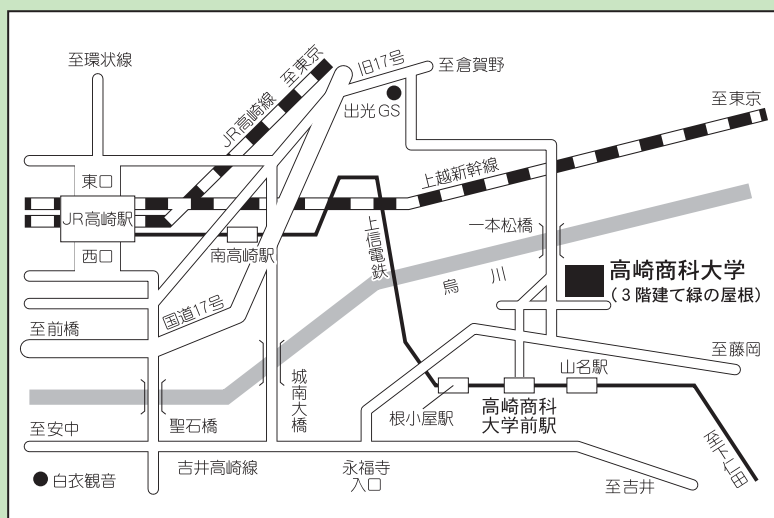 至環状線
JR高崎線
至東京
旧17号
至倉賀野
出光GS
至東京
上越新幹線
東口
JR高崎駅
西口
南高崎駅
上信電鉄
一本松橋
烏川
高崎商科大学
(3階建て緑の屋根)
国道17号
至前橋
城南大橋
至藤岡
山名駅
根小屋駅
高崎商科
大学前駅
聖石橋
至安中
吉井高崎線
永福寺
入口
至下仁田
至吉井
白衣観音